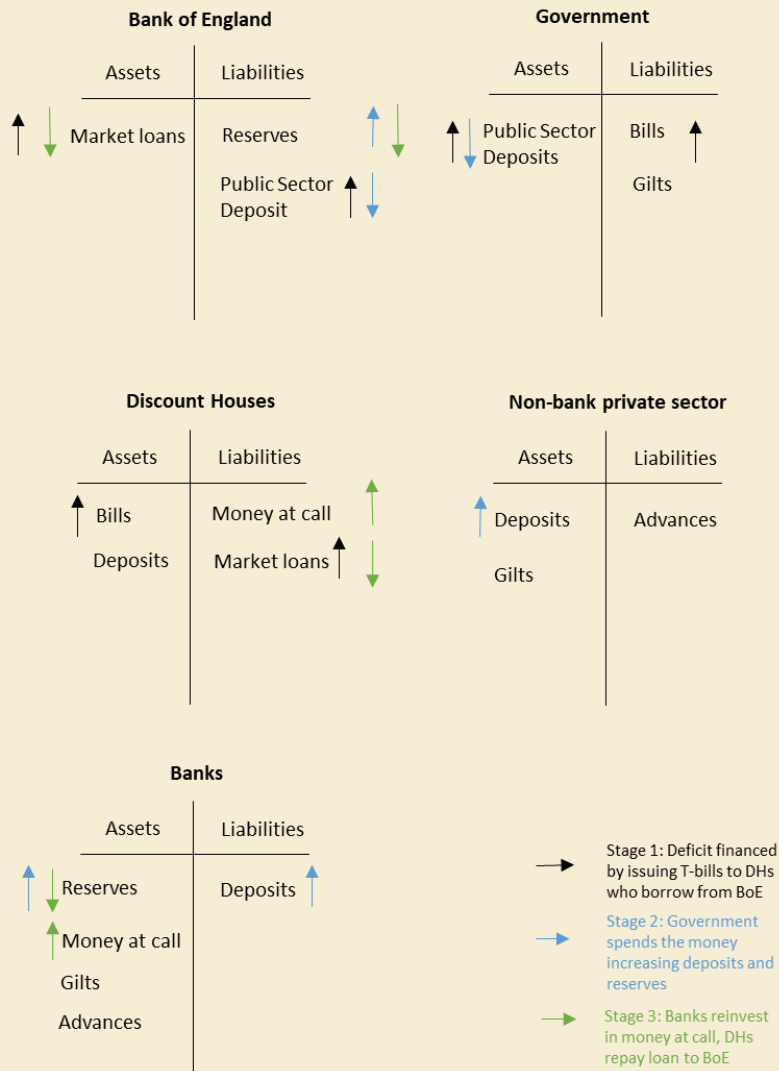 Bank of England
Assets
Liabilities
Market loans
Reserves
Public Sector
Deposit
Government
Assets
Liabilities
Public Sector
Deposits
Bills
Gilts
Discount Houses
Assets
Liabilities
Bills
Money at call
Deposits
Market loans
Non-bank private sector
Assets
Liabilities
Deposits
Advances
Gilts
Banks
Assets
Liabilities
Reserves
Deposits
Money at call
Gilts
Advances
Stage 1: Deficit financed
by issuing T-bills to DHs
who borrow from BoE
Stage 2: Government
spends the money
increasing deposits and
reserves
Stage 3: Banks reinvest
in money at call, DHs
repay loan to BoE